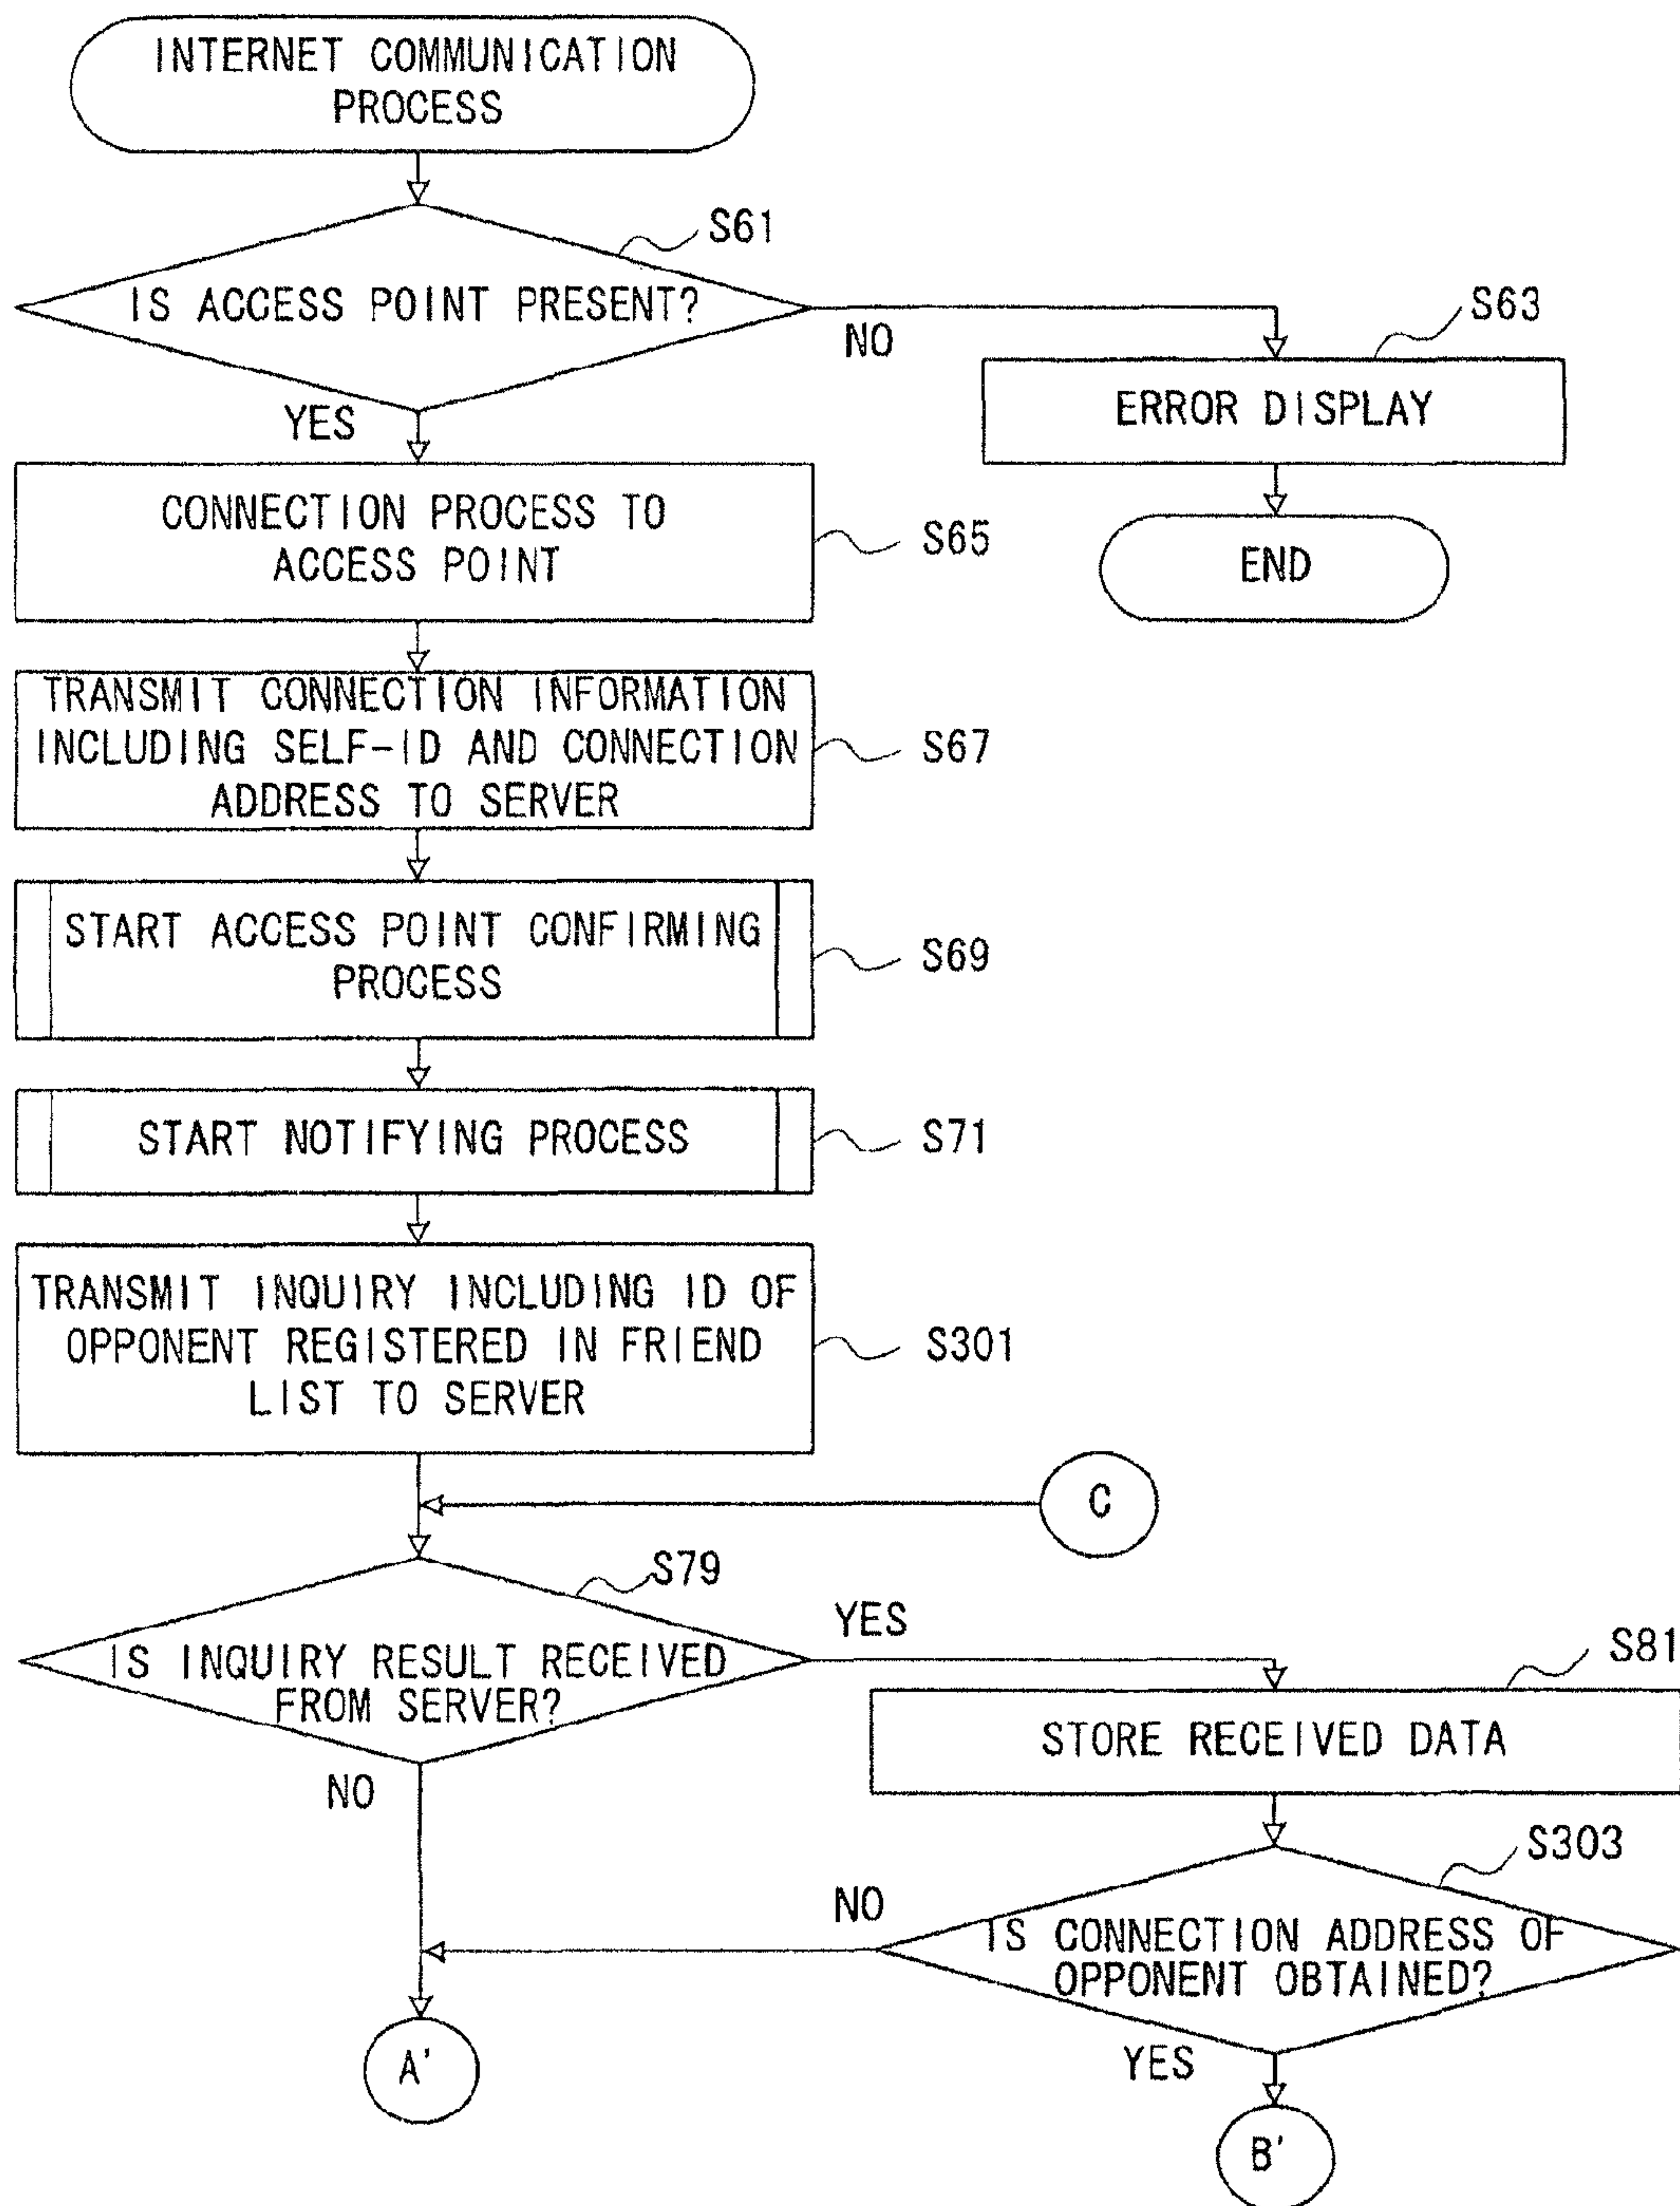 INTERNET COMMUNICATION
PROCESS
S61
IS ACCESS POINT PRESENT?
NO
S63
ERROR DISPLAY
YES
END
CONNECTION PROCESS TO
ACCESS POINT
S65
TRANSMIT CONNECTION INFORMATION
INCLUDING SELF-ID AND CONNECTION
ADDRESS TO SERVER
S67
START ACCESS POINT CONFIRMING
PROCESS
S69
START NOTIFYING PROCESS
S71
TRANSMIT INQUIRY INCLUDING ID OF
OPPONENT REGISTERED IN FRIEND
LIST TO SERVER
S301
C
S79
IS INQUIRY RESULT RECEIVED
FROM SERVER?
YES
S81
STORE RECEIVED DATA
NO
S303
NO
IS CONNECTION ADDRESS OF
OPPONENT OBTAINED?
YES
A'
B'